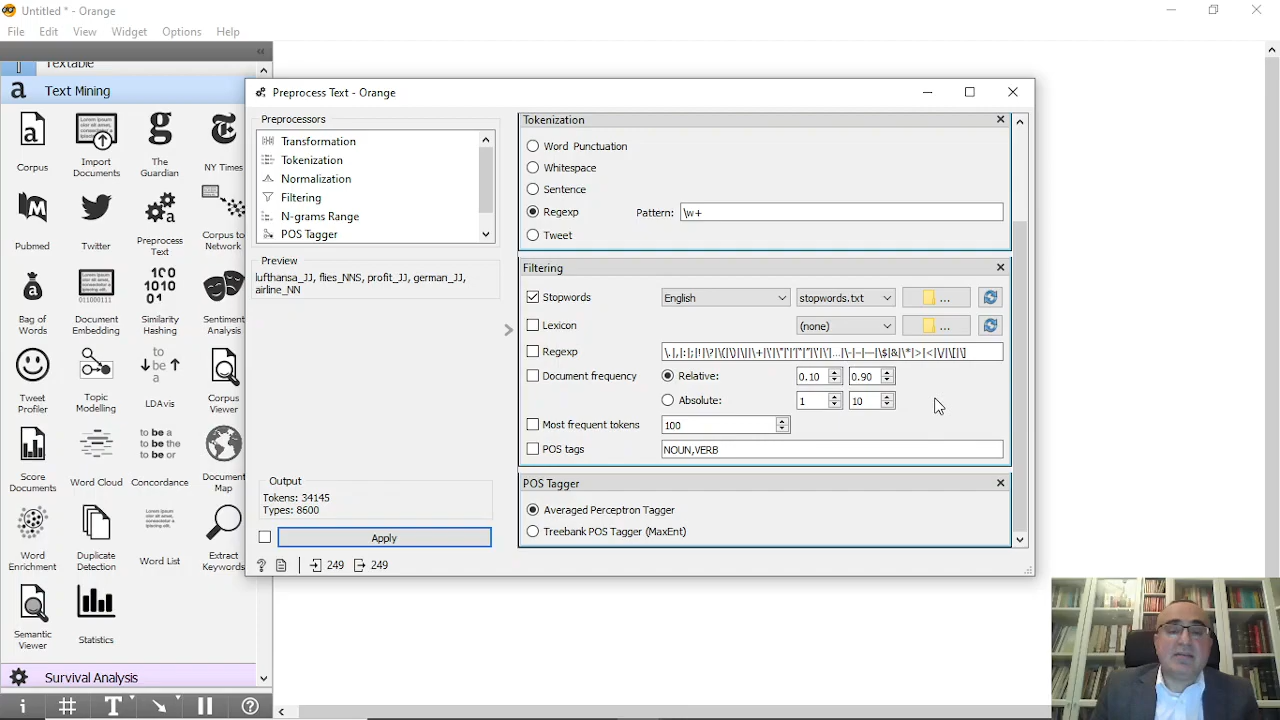 Untitled * - Orange
File Edit View Widget Options Help
Textable
Text Mining
Corpus
Import Documents
The Guardian
NY Times
Pubmed
Twitter
Preprocess Text
Corpus to Network
Bag of Words
Document Embedding
Similarity Hashing
Sentiment Analysis
Tweet Profiler
Topic Modelling
LDAvis
Corpus Viewer
Score Documents
Word Cloud
Concordance
Document Map
Word Enrichment
Duplicate Detection
Word List
Extract Keywords
Semantic Viewer
Statistics
Survival Analysis
Preprocess Text - Orange
Preprocessors
Transformation
Tokenization
Normalization
Filtering
N-grams Range
POS Tagger
Preview
lufthansa_JJ, flies_NNS, profit_JJ, german_JJ,
airline_NN
Output
Tokens: 34145
Types: 8600
Apply
249 249
Tokenization
Word Punctuation
Whitespace
Sentence
Regexp Pattern: \w+
Tweet
Filtering
Stopwords English stopwords.txt ...
Lexicon (none) ...
Regexp
Document frequency Relative: 0.10 0.90
Absolute: 1 10
Most frequent tokens 100
POS tags NOUN,VERB
POS Tagger
Averaged Perceptron Tagger
Treebank POS Tagger (MaxEnt)